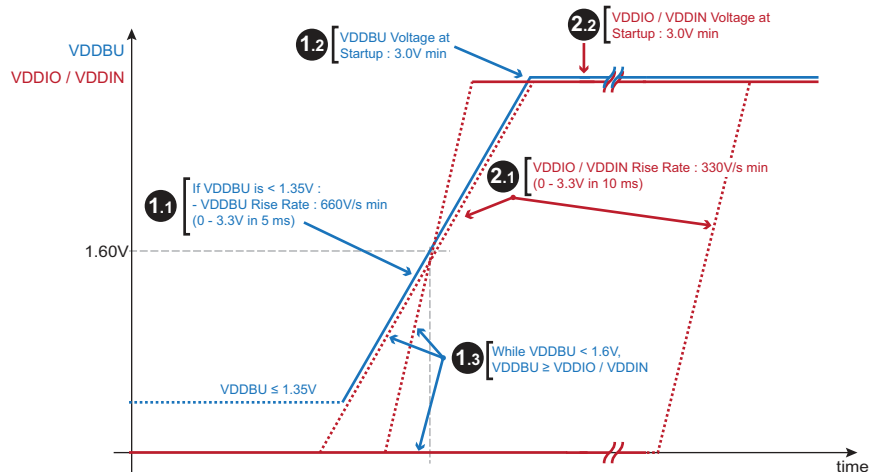 VDDBU
VDDIO / VDDIN
1.2
VDDBU Voltage at
Startup : 3.0V min
2.2
VDDIO / VDDIN Voltage at
Startup : 3.0V min
1.1
If VDDBU is < 1.35V :
- VDDBU Rise Rate : 660V/s min
(0 - 3.3V in 5 ms)
2.1
VDDIO / VDDIN Rise Rate : 330V/s min
(0 - 3.3V in 10 ms)
1.60V
1.3
While VDDBU < 1.6V,
VDDBU ≥ VDDIO / VDDIN
VDDBU ≤ 1.35V
time